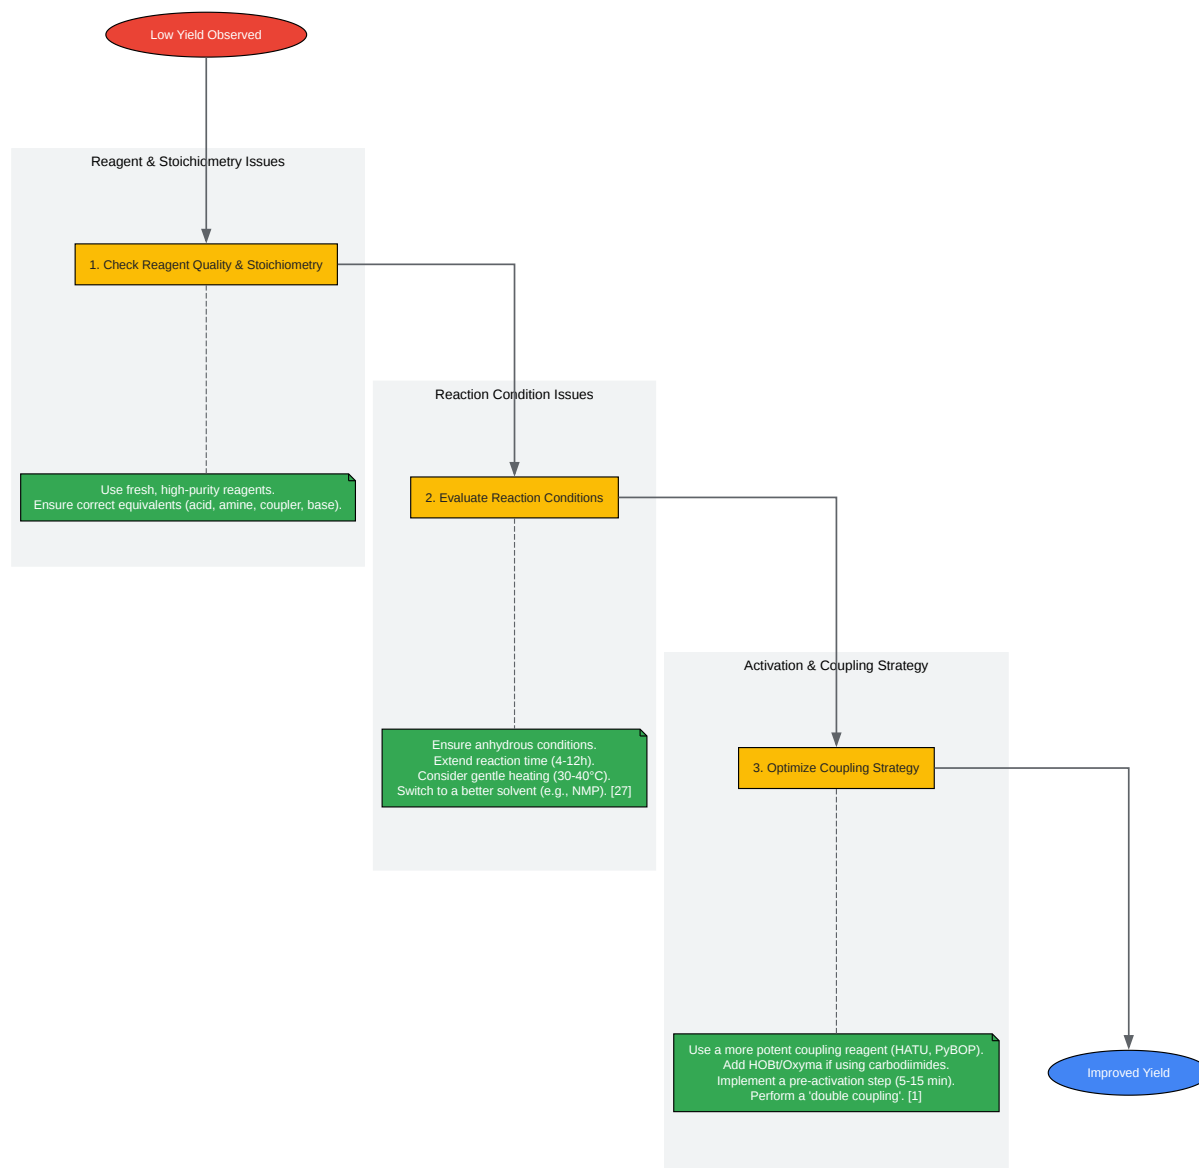 Low Yield Observed
Reagent & Stoichiometry Issues
1. Check Reagent Quality & Stoichiometry
Use fresh, high-purity reagents.
Ensure correct equivalents (acid, amine, coupler, base).
Reaction Condition Issues
2. Evaluate Reaction Conditions
Ensure anhydrous conditions.
Extend reaction time (4-12h).
Consider gentle heating (30-40°C).
Switch to a better solvent (e.g., NMP). [27]
Activation & Coupling Strategy
3. Optimize Coupling Strategy
Use a more potent coupling reagent (HATU, PyBOP).
Add HOBt/Oxyma if using carbodiimides.
Implement a pre-activation step (5-15 min).
Perform a 'double coupling'. [1]
Improved Yield